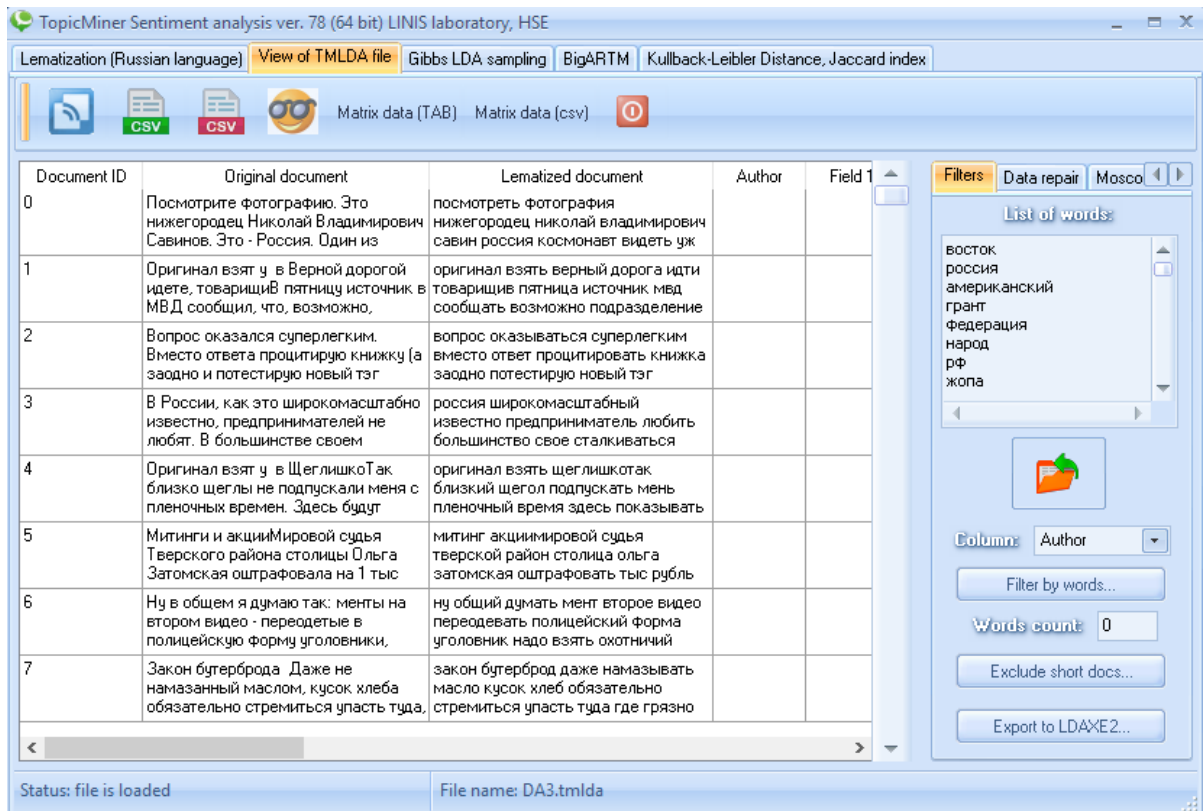 TopicMiner Sentiment analysis ver. 78 (64 bit) LINIS laboratory, HSE
Lematization (Russian language) View of TMLDA file Gibbs LDA sampling BigARTM Kullback-Leibler Distance, Jaccard index
CSV CSV Matrix data (TAB) Matrix data (csv)
Document ID Original document Lematized document Author Field 1
0
Посмотрите фотографию. Это
нижегородец Николай Владимирович
Савинов. Это - Россия. Один из
посмотреть фотография
нижегородец николай владимирович
савин россия космонавт видеть уж
1
Оригинал взят у в Верной дорогой
идете, товарищиВ пятницу источник в
МВД сообщил, что, возможно,
оригинал взять верный дорога идти
товарищив пятница источник мвд
сообщать возможно подразделение
2
Вопрос оказался суперлегким.
Вместо ответа процитирую книжку (а
заодно и потестирую новый тэг
вопрос оказываться суперлегким
вместо ответ процитировать книжка
заодно потестирую новый тэг
3
В России, как это широкомасштабно
известно, предпринимателей не
любят. В большинстве своем
россия широкомасштабный
известно предприниматель любить
большинство свое сталкиваться
4
Оригинал взят у в ЩеглишкоТак
близко щеглы не подпускали меня с
пленочных времен. Здесь будут
оригинал взять щеглишкотак
близкий щегол подпускать мень
пленочный время здесь показывать
5
Митинги и акцииМировой судья
Тверского района столицы Ольга
Затомская оштрафовала на 1 тыс
митинг акциимировой судья
тверской район столица ольга
затомская оштрафовать тыс рубль
6
Ну в общем я думаю так: менты на
втором видео - переодетые в
полицейскую форму уголовники,
ну общий думать мент второе видео
переодевать полицейский форма
уголовник надо взять охотничий
7
Закон бутерброда Даже не
намазанный маслом, кусок хлеба
обязательно стремиться упасть туда,
закон бутерброд даже намазывать
масло кусок хлеб обязательно
стремиться упасть туда где грязно
Filters Data repair Mosco
List of words:
восток
россия
американский
грант
федерация
народ
рф
жопа
Column: Author
Filter by words...
Words count: 0
Exclude short docs...
Export to LDAXE2...
Status: file is loaded File name: DA3.tmlda